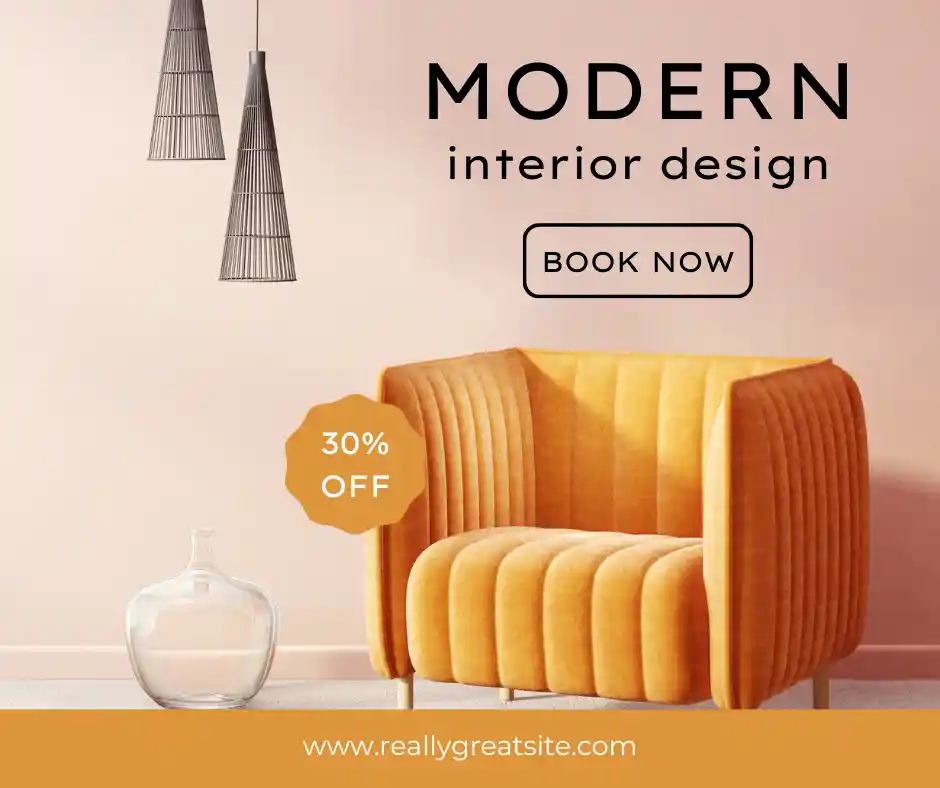 MODERN
interior design
BOOK NOW
30%
OFF
www.reallygreatsite.com